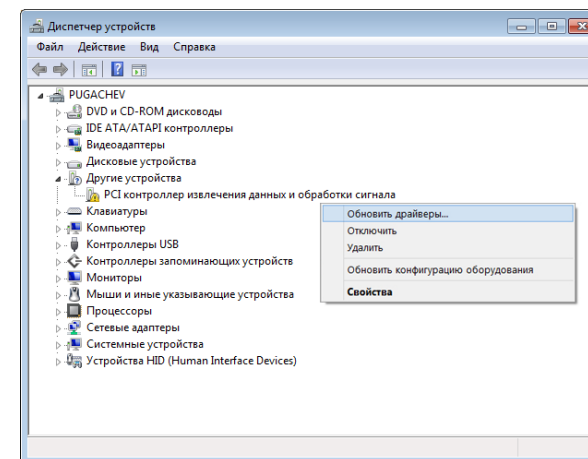 Диспетчер устройств
Файл Действие Вид Справка
PUGACHEV
DVD и CD-ROM дисководы
IDE ATA/ATAPI контроллеры
Видеоадаптеры
Дисковые устройства
Другие устройства
PCI контроллер извлечения данных и обработки сигнала
Клавиатуры
Компьютер
Контроллеры USB
Контроллеры запоминающих устройств
Мониторы
Мыши и иные указывающие устройства
Процессоры
Сетевые адаптеры
Системные устройства
Устройства HID (Human Interface Devices)
Обновить драйверы...
Отключить
Удалить
Обновить конфигурацию оборудования
Свойства